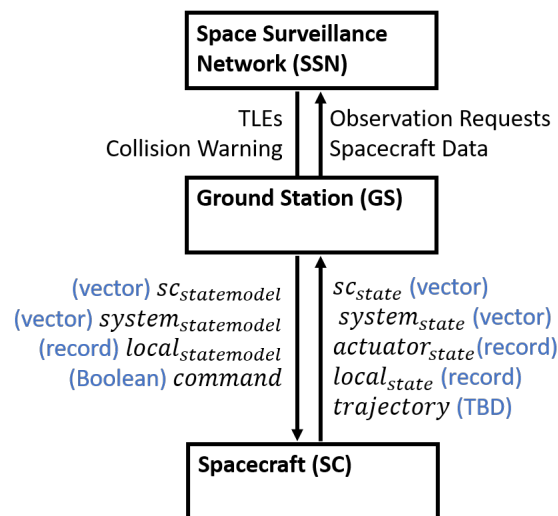 Space Surveillance
Network (SSN)
TLEs
Collision Warning
Observation Requests
Spacecraft Data
Ground Station (GS)
(vector) sc_statemodel
(vector) system_statemodel
(record) local_statemodel
(Boolean) command
sc_state (vector)
system_state (vector)
actuator_state(record)
local_state (record)
trajectory (TBD)
Spacecraft (SC)